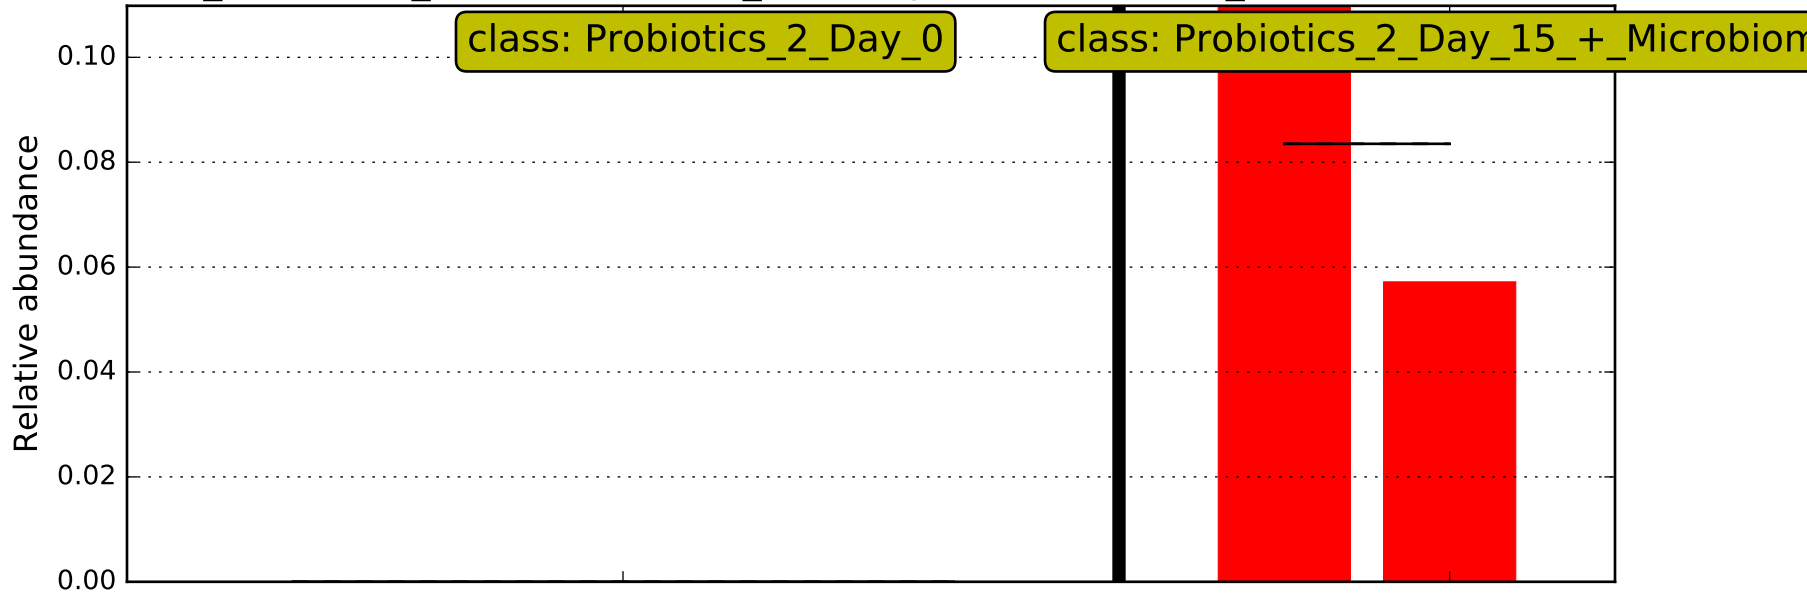 class: Probiotics_2_Day_0
class: Probiotics_2_Day_15_+_Microbiom
0.10
0.08
0.06
0.04
0.02
0.00
Relative abundance